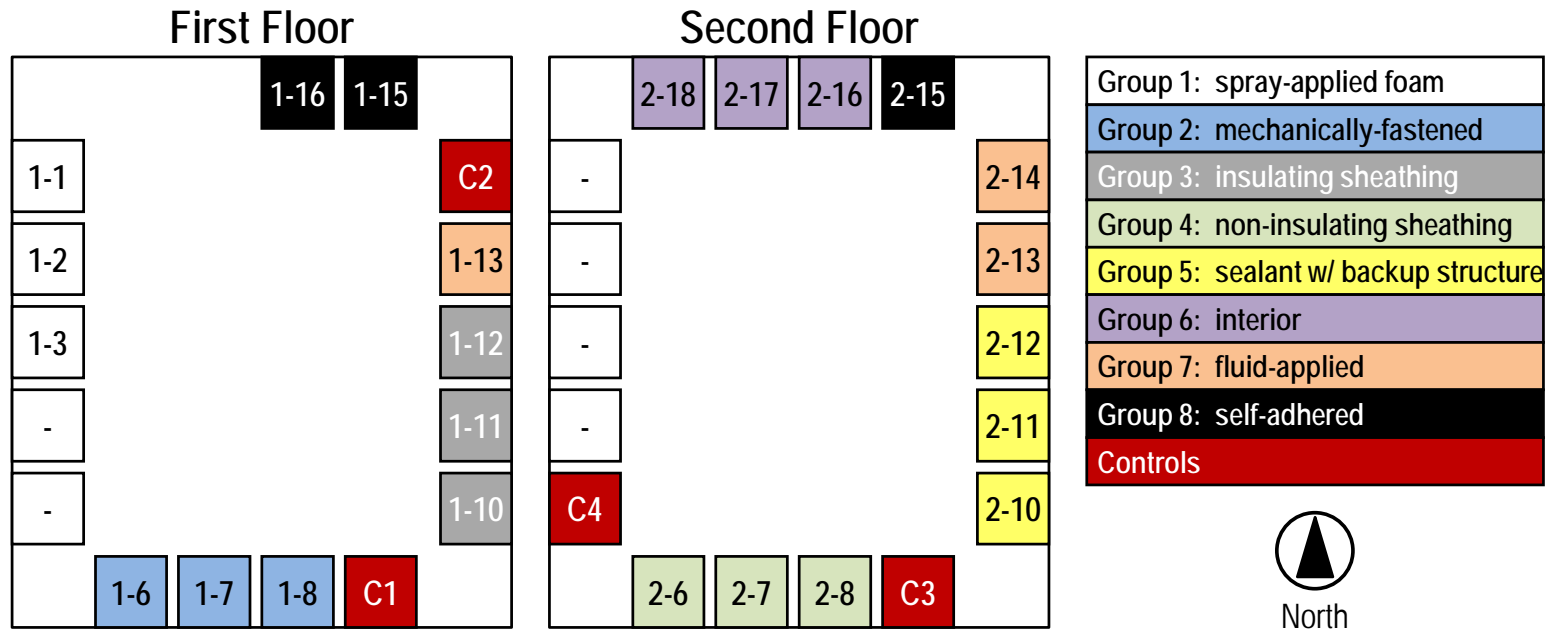 First Floor
Second Floor
1-16 1-15
2-18 2-17 2-16 2-15
1-1 C2
- 2-14
1-2 1-13
- 2-13
1-3 1-12
- 2-12
- 1-11
- 2-11
- 1-10
C4 2-10
1-6 1-7 1-8 C1
2-6 2-7 2-8 C3
Group 1: spray-applied foam
Group 2: mechanically-fastened
Group 3: insulating sheathing
Group 4: non-insulating sheathing
Group 5: sealant w/ backup structure
Group 6: interior
Group 7: fluid-applied
Group 8: self-adhered
Controls
North